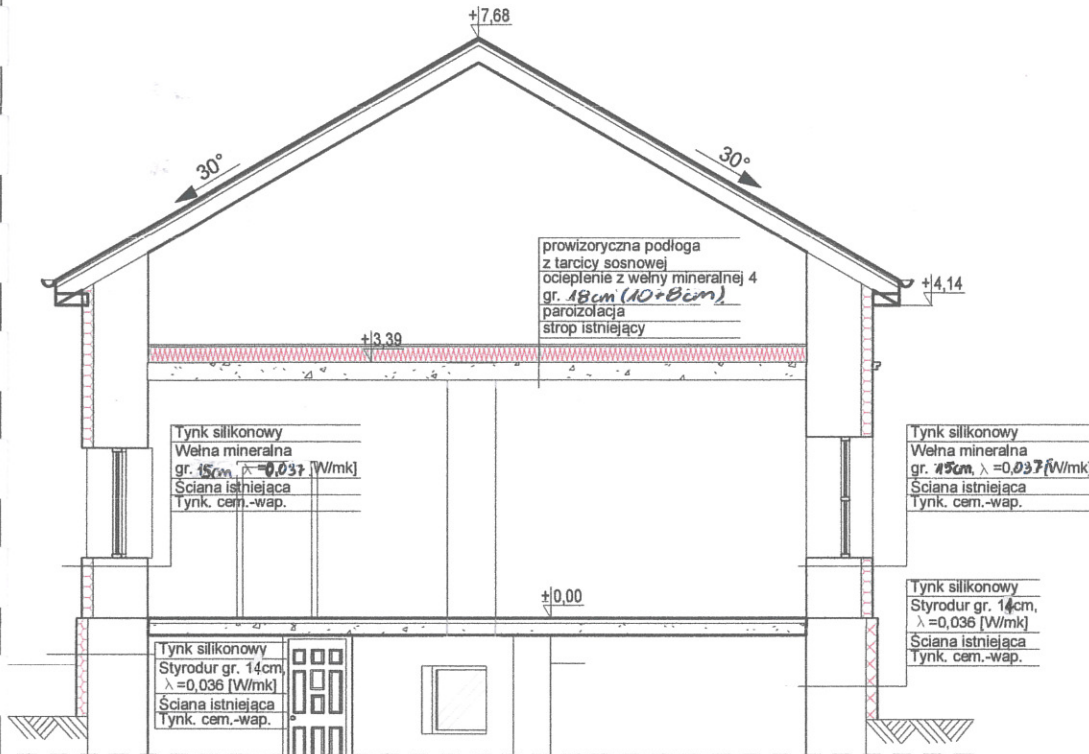 +7,68
30°
30°
prowizoryczna podłoga
z tarcicy sosnowej
ocieplenie z wełny mineralnej 4
gr. 18cm (10+8cm)
paroizolacja
strop istniejący
+4,14
+3,39
Tynk silikonowy
Wełna mineralna
gr. 15cm, λ=0,037 [W/mk]
Ściana istniejąca
Tynk. cem.-wap.
Tynk silikonowy
Wełna mineralna
gr. 15cm, λ=0,037 [W/mk
Ściana istniejąca
Tynk. cem.-wap.
±0,00
Tynk silikonowy
Styrodur gr. 14cm,
λ=0,036 [W/mk]
Ściana istniejąca
Tynk. cem.-wap.
Tynk silikonowy
Styrodur gr. 14cm,
λ=0,036 [W/mk]
Ściana istniejąca
Tynk. cem.-wap.